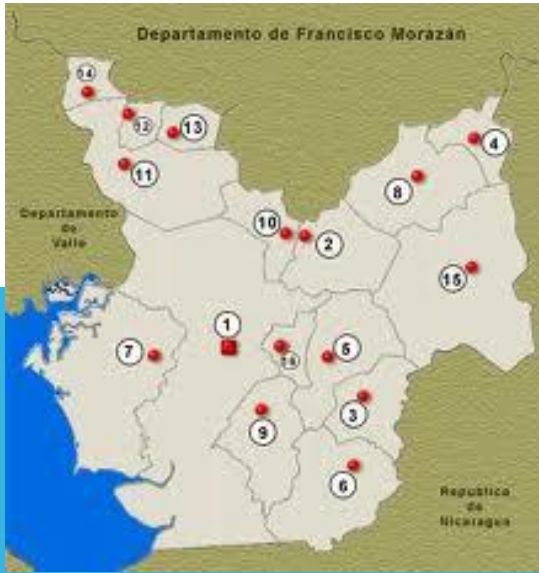 Departamento de Francisco Morazán
14
12
13
4
11
8
Departamento
de
Valle
10
2
15
1
7
16
5
3
9
6
Republica
de
Nicaragua